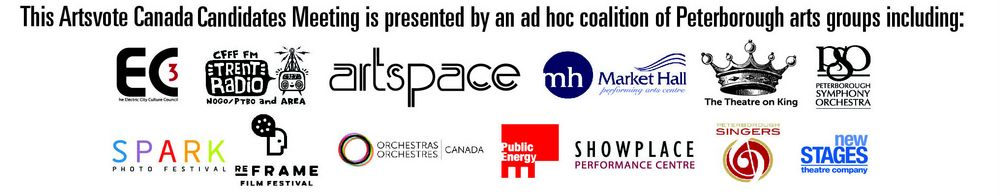 This Artsvote Canada Candidates Meeting is presented by an ad hoc coalition of Peterborough arts groups including:
EC3
The Electric City Culture Council
CFFF FM
TRENT
RADIO
NOGO/PTBO and AREA
artspace
mh
Market Hall
performing arts centre
The Theatre on King
PSO
PETERBOROUGH
SYMPHONY
ORCHESTRA
SPARK
PHOTO FESTIVAL
REFRAME
FILM FESTIVAL
ORCHESTRAS
ORCHESTRES | CANADA
Public
Energy
SHOWPLACE
PERFORMANCE CENTRE
PETERBOROUGH
SINGERS
new
STAGES
theatre company